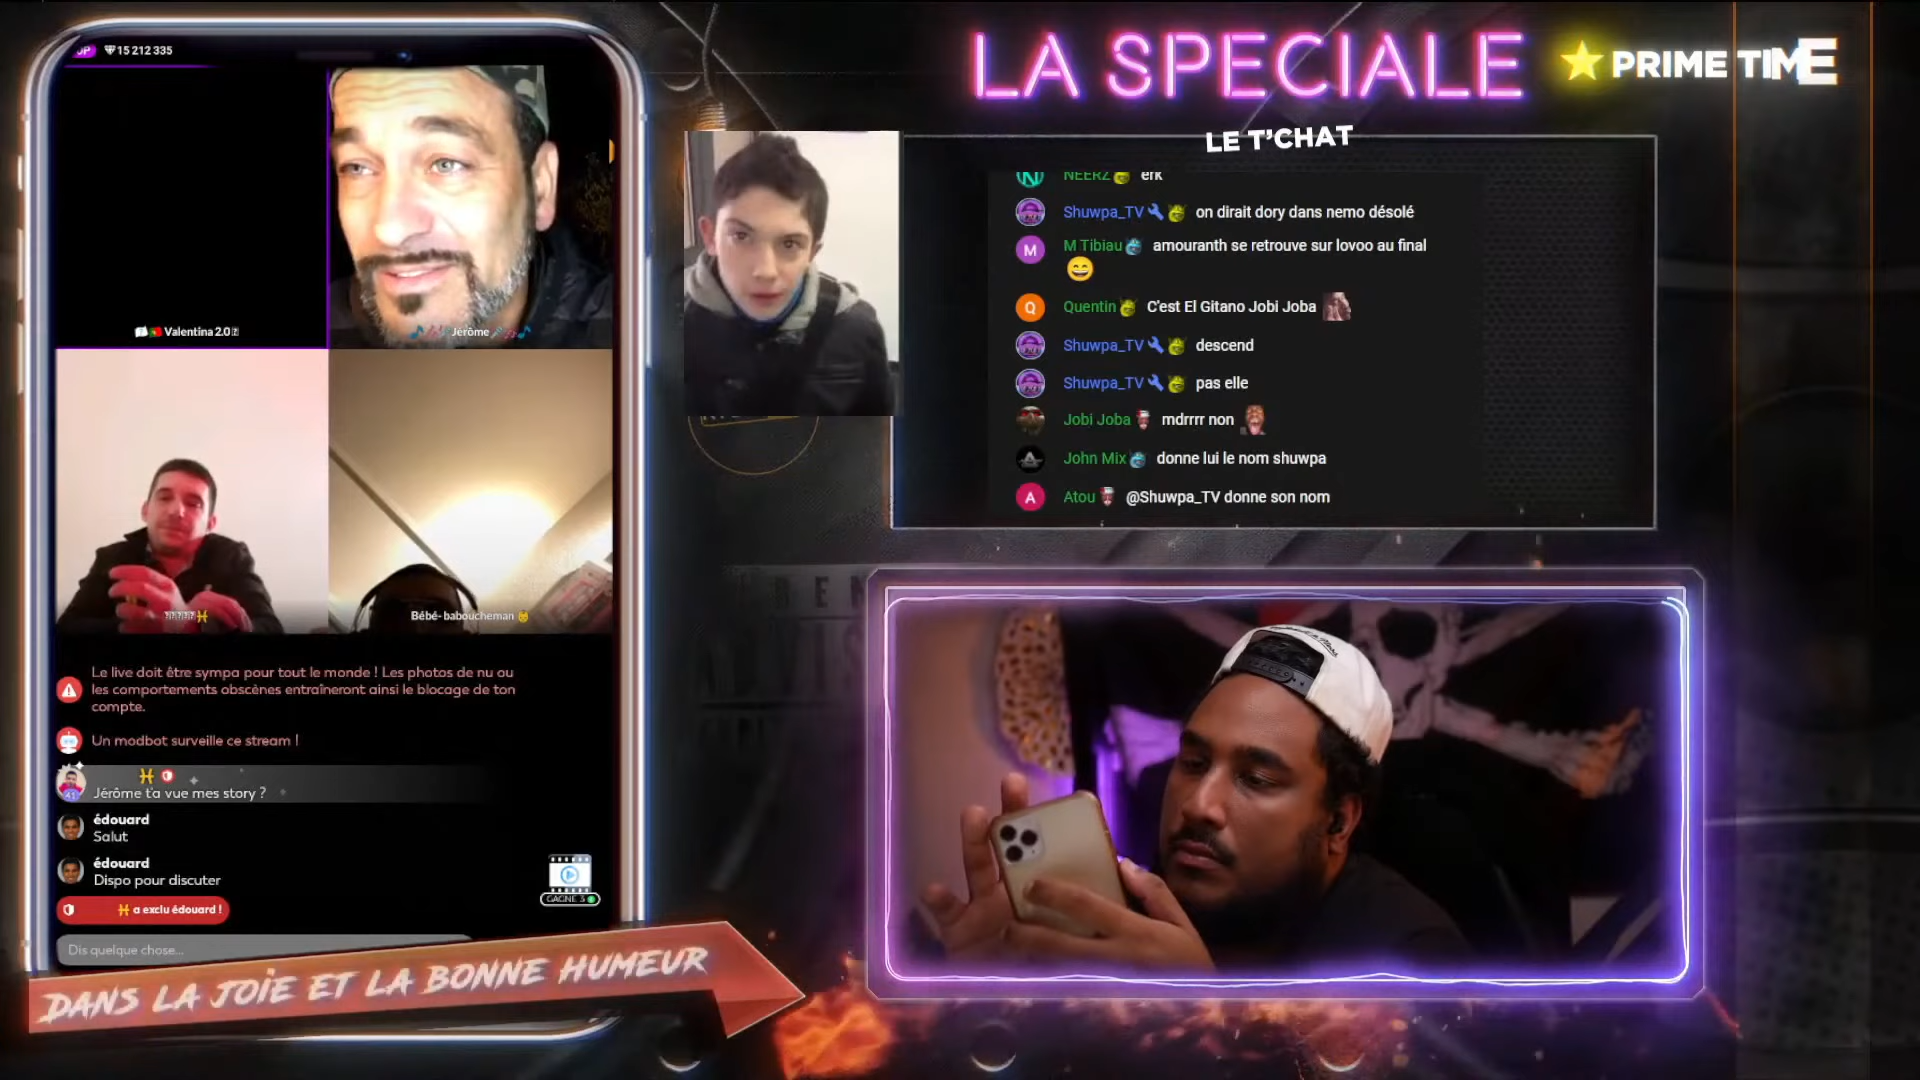 15 212 335
Valentina 2.0
Jérôme
Bébé- baboucheman
Le live doit être sympa pour tout le monde ! Les photos de nu ou
les comportements obscènes entraîneront ainsi le blocage de ton
compte.
Un modbot surveille ce stream !
41
Jérôme t'a vue mes story ?
édouard
Salut
édouard
Dispo pour discuter
a exclu édouard !
GAGNE 3
Dis quelque chose...
DANS LA JOIE ET LA BONNE HUMEUR
LA SPECIALE
PRIME TIME
LE T'CHAT
NEERZ erk
Shuwpa_TV on dirait dory dans nemo désolé
M M Tibiau amouranth se retrouve sur lovoo au final
😄
Q Quentin C'est El Gitano Jobi Joba
Shuwpa_TV descend
Shuwpa_TV pas elle
Jobi Joba mdrrrr non
John Mix donne lui le nom shuwpa
A Atou @Shuwpa_TV donne son nom